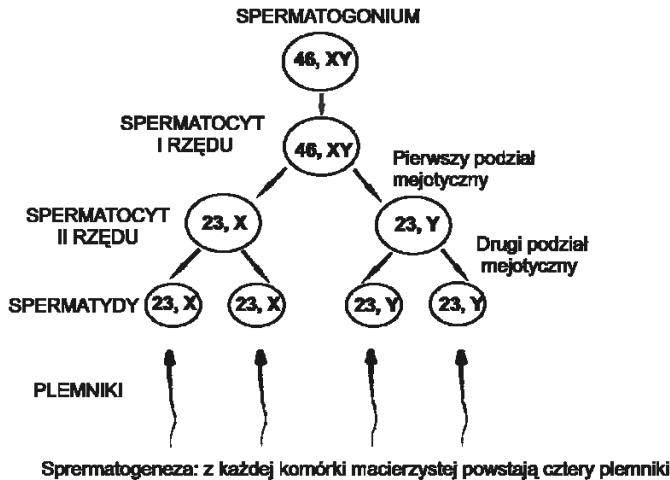 SPERMATOGONIUM
46, XY
SPERMATOCYT
I RZĘDU
46, XY
Pierwszy podział
mejotyczny
SPERMATOCYT
II RZĘDU
23, X
23, Y
Drugi podział
mejotyczny
SPERMATYDY
23, X
23, X
23, Y
23, Y
PLEMNIKI
Sprermatogeneza: z każdej komórki macierzystej powstają cztery plemniki